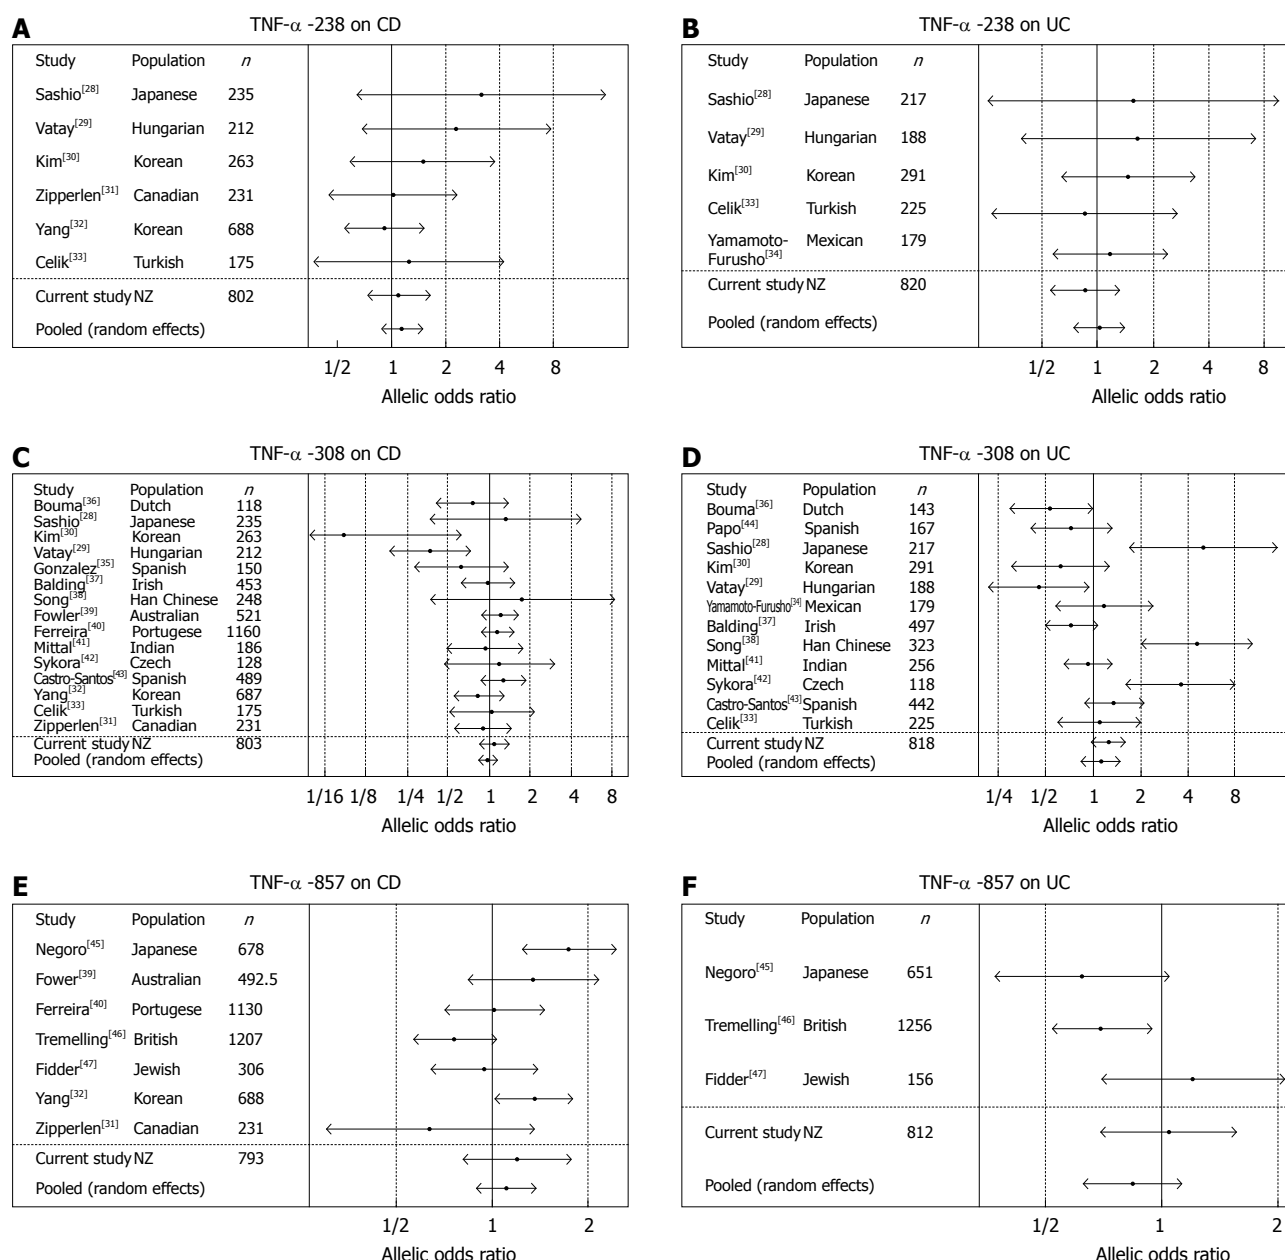 A
TNF-α -238 on CD
Study Population n
Sashio[28] Japanese 235
Vatay[29] Hungarian 212
Kim[30] Korean 263
Zipperlen[31] Canadian 231
Yang[32] Korean 688
Celik[33] Turkish 175
Current study NZ 802
Pooled (random effects)
1/2 1 2 4 8
Allelic odds ratio
B
TNF-α -238 on UC
Study Population n
Sashio[28] Japanese 217
Vatay[29] Hungarian 188
Kim[30] Korean 291
Celik[33] Turkish 225
Yamamoto- Mexican 179
Furusho[34]
Current study NZ 820
Pooled (random effects)
1/2 1 2 4 8
Allelic odds ratio
C
TNF-α -308 on CD
Study Population n
Bouma[36] Dutch 118
Sashio[28] Japanese 235
Kim[30] Korean 263
Vatay[29] Hungarian 212
Gonzalez[35] Spanish 150
Balding[37] Irish 453
Song[38] Han Chinese 248
Fowler[39] Australian 521
Ferreira[40] Portugese 1160
Mittal[41] Indian 186
Sykora[42] Czech 128
Castro-Santos[43] Spanish 489
Yang[32] Korean 687
Celik[33] Turkish 175
Zipperlen[31] Canadian 231
Current study NZ 803
Pooled (random effects)
1/16 1/8 1/4 1/2 1 2 4 8
Allelic odds ratio
D
TNF-α -308 on UC
Study Population n
Bouma[36] Dutch 143
Papo[44] Spanish 167
Sashio[28] Japanese 217
Kim[30] Korean 291
Vatay[29] Hungarian 188
Yamamoto-Furusho[34] Mexican 179
Balding[37] Irish 497
Song[38] Han Chinese 323
Mittal[41] Indian 256
Sykora[42] Czech 118
Castro-Santos[43] Spanish 442
Celik[33] Turkish 225
Current study NZ 818
Pooled (random effects)
1/4 1/2 1 2 4 8
Allelic odds ratio
E
TNF-α -857 on CD
Study Population n
Negoro[45] Japanese 678
Fower[39] Australian 492.5
Ferreira[40] Portugese 1130
Tremelling[46] British 1207
Fidder[47] Jewish 306
Yang[32] Korean 688
Zipperlen[31] Canadian 231
Current study NZ 793
Pooled (random effects)
1/2 1 2
Allelic odds ratio
F
TNF-α -857 on UC
Study Population n
Negoro[45] Japanese 651
Tremelling[46] British 1256
Fidder[47] Jewish 156
Current study NZ 812
Pooled (random effects)
1/2 1 2
Allelic odds ratio